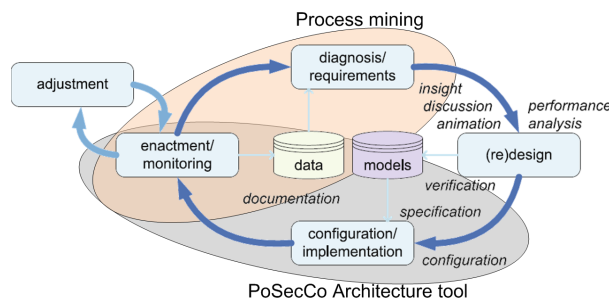 Process mining
diagnosis/
requirements
adjustment
insight
discussion
animation
performance
analysis
enactment/
monitoring
data
models
(re)design
verification
documentation
specification
configuration/
implementation
configuration
PoSecCo Architecture tool